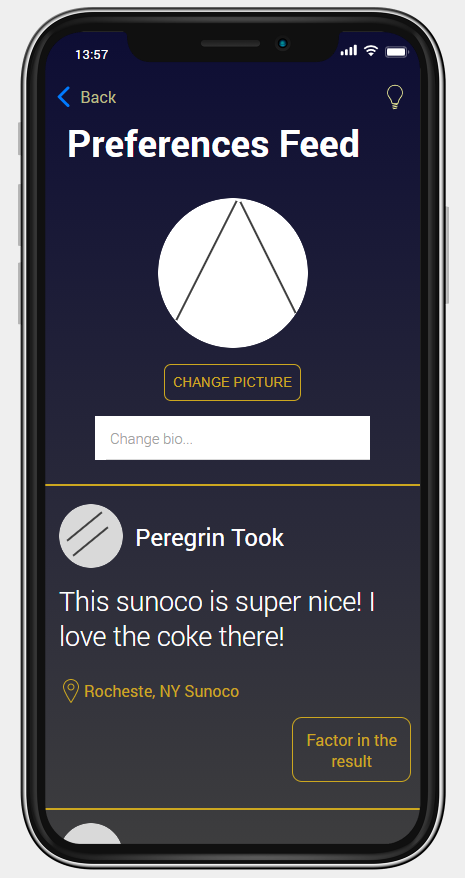 13:57
Back
Preferences Feed
CHANGE PICTURE
Change bio...
Peregrin Took
This sunoco is super nice! I
love the coke there!
Rocheste, NY Sunoco
Factor in the
result